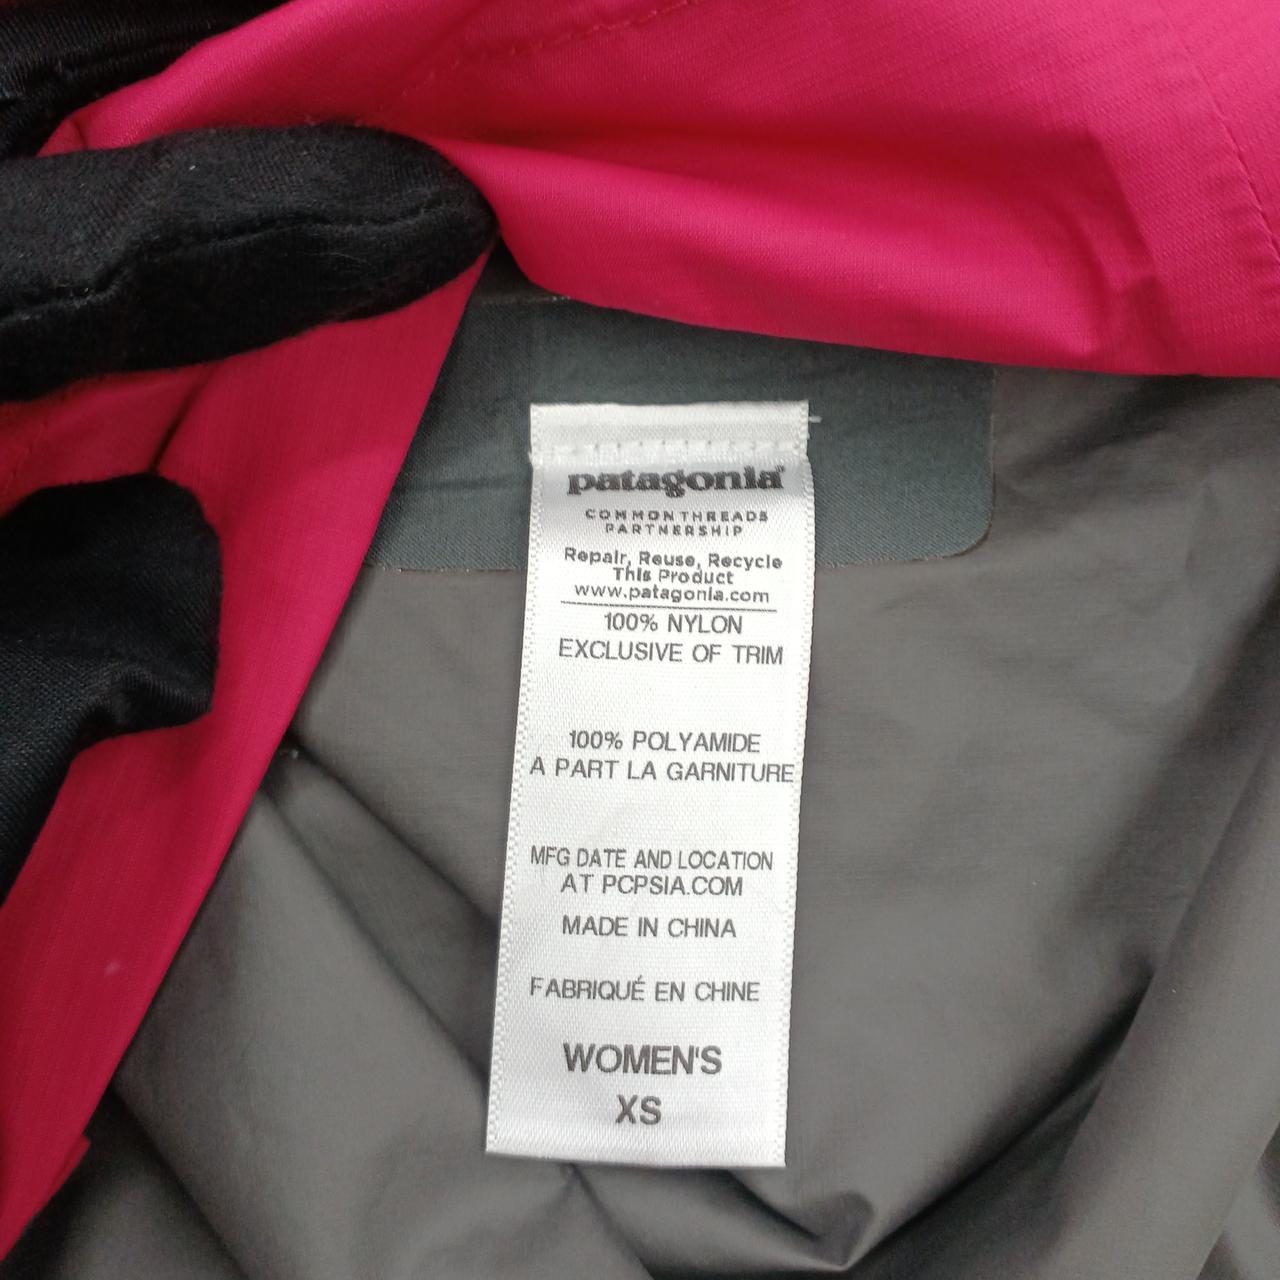 patagonia®
COMMON THREADS
PARTNERSHIP
Repair, Reuse, Recycle
This Product
www.patagonia.com
100% NYLON
EXCLUSIVE OF TRIM
100% POLYAMIDE
A PART LA GARNITURE
MFG DATE AND LOCATION
AT PCPSIA.COM
MADE IN CHINA
FABRIQUÉ EN CHINE
WOMEN'S
XS